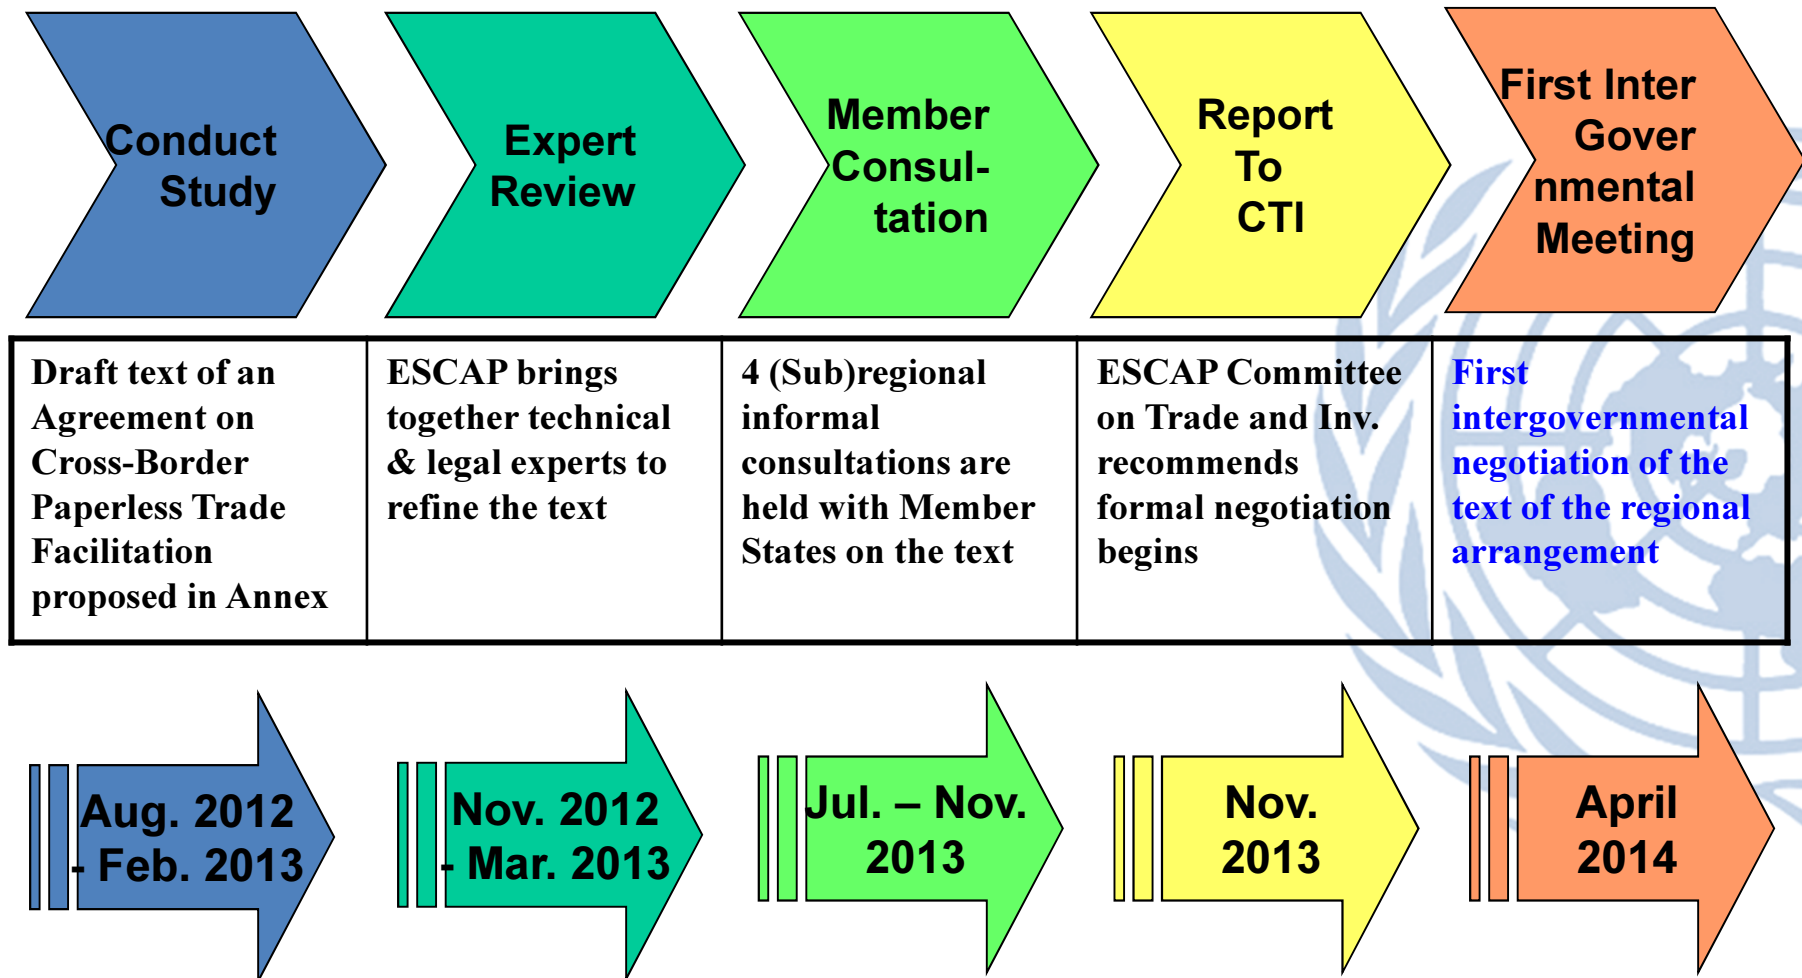 Conduct
Study
Expert
Review
Member
Consul-
tation
Report
To
CTI
First Inter
Gover
nmental
Meeting
Draft text of an
Agreement on
Cross-Border
Paperless Trade
Facilitation
proposed in Annex
ESCAP brings
together technical
& legal experts to
refine the text
4 (Sub)regional
informal
consultations are
held with Member
States on the text
ESCAP Committee
on Trade and Inv.
recommends
formal negotiation
begins
First
intergovernmental
negotiation of the
text of the regional
arrangement
Aug. 2012
- Feb. 2013
Nov. 2012
- Mar. 2013
Jul. – Nov.
2013
Nov.
2013
April
2014